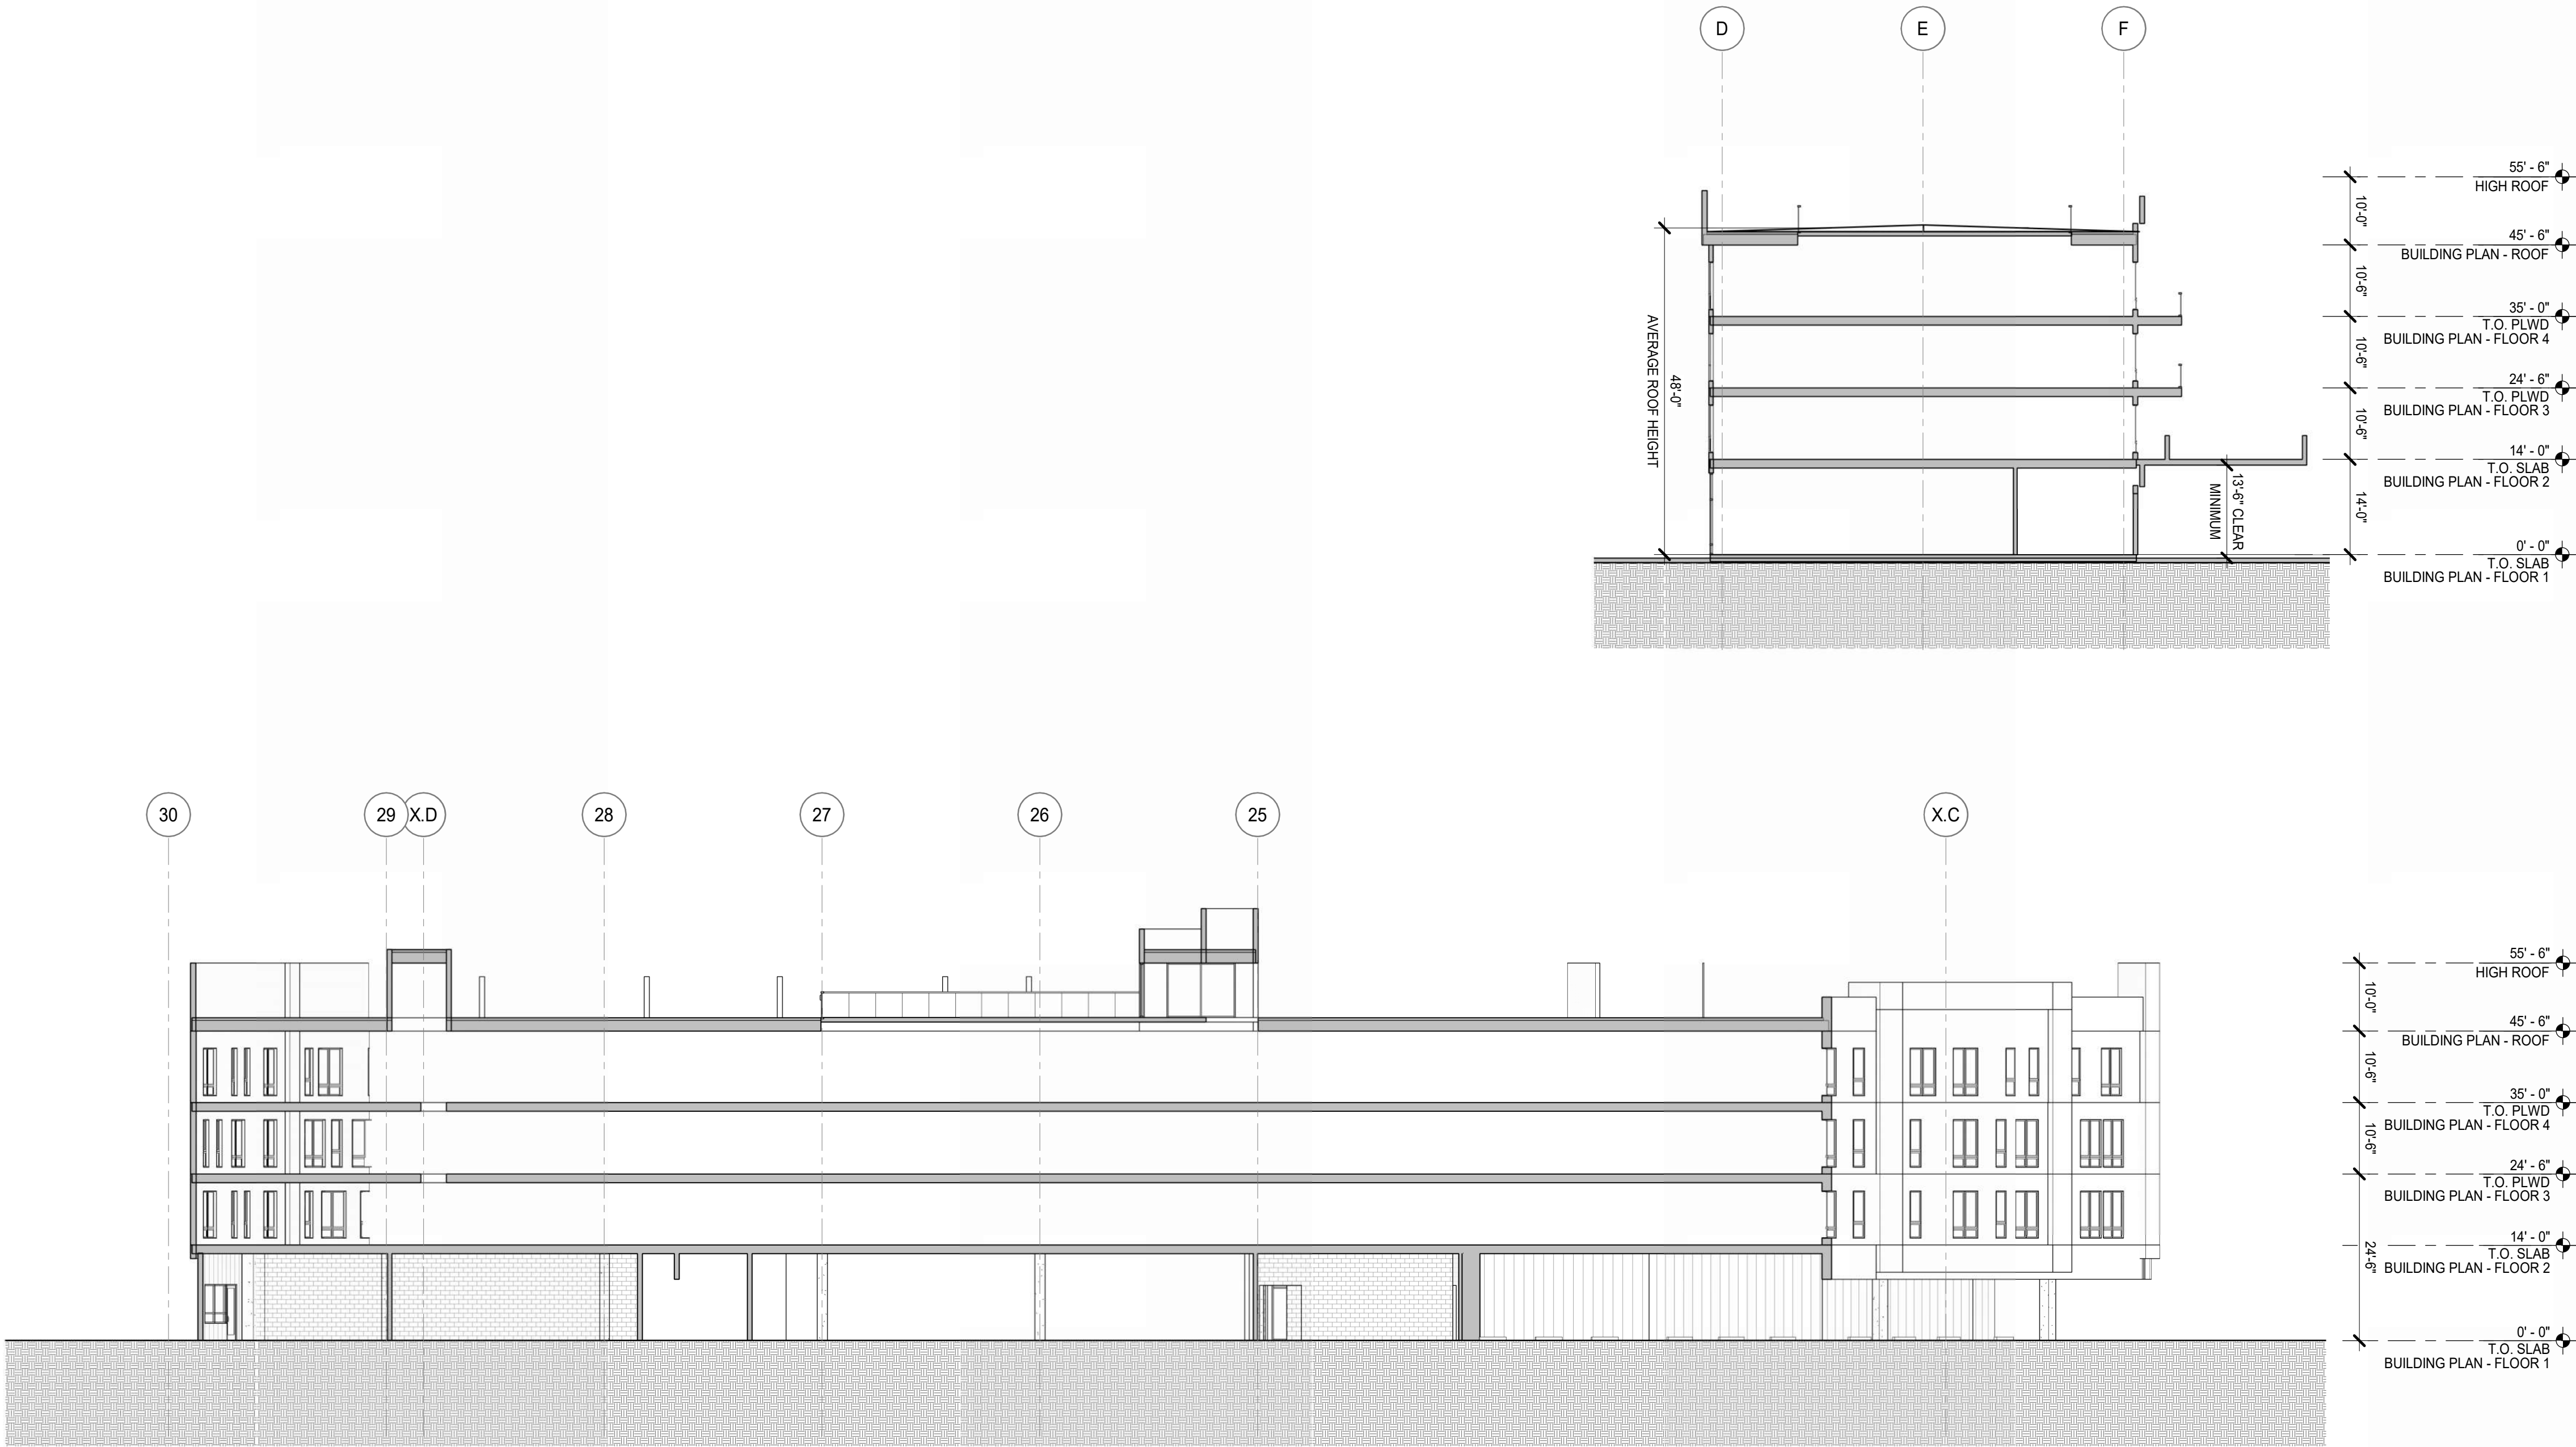 D
E
F
55' - 6"
HIGH ROOF
10'-0"
45' - 6"
BUILDING PLAN - ROOF
10'-6"
35' - 0"
T.O. PLWD
BUILDING PLAN - FLOOR 4
10'-6"
24' - 6"
T.O. PLWD
BUILDING PLAN - FLOOR 3
10'-6"
14' - 0"
T.O. SLAB
BUILDING PLAN - FLOOR 2
14'-0"
0' - 0"
T.O. SLAB
BUILDING PLAN - FLOOR 1
48'-0"
AVERAGE ROOF HEIGHT
13'-6" CLEAR
MINIMUM
30
29
X.D
28
27
26
25
X.C
55' - 6"
HIGH ROOF
10'-0"
45' - 6"
BUILDING PLAN - ROOF
10'-6"
35' - 0"
T.O. PLWD
BUILDING PLAN - FLOOR 4
10'-6"
24' - 6"
T.O. PLWD
BUILDING PLAN - FLOOR 3
24'-6"
14' - 0"
T.O. SLAB
BUILDING PLAN - FLOOR 2
0' - 0"
T.O. SLAB
BUILDING PLAN - FLOOR 1